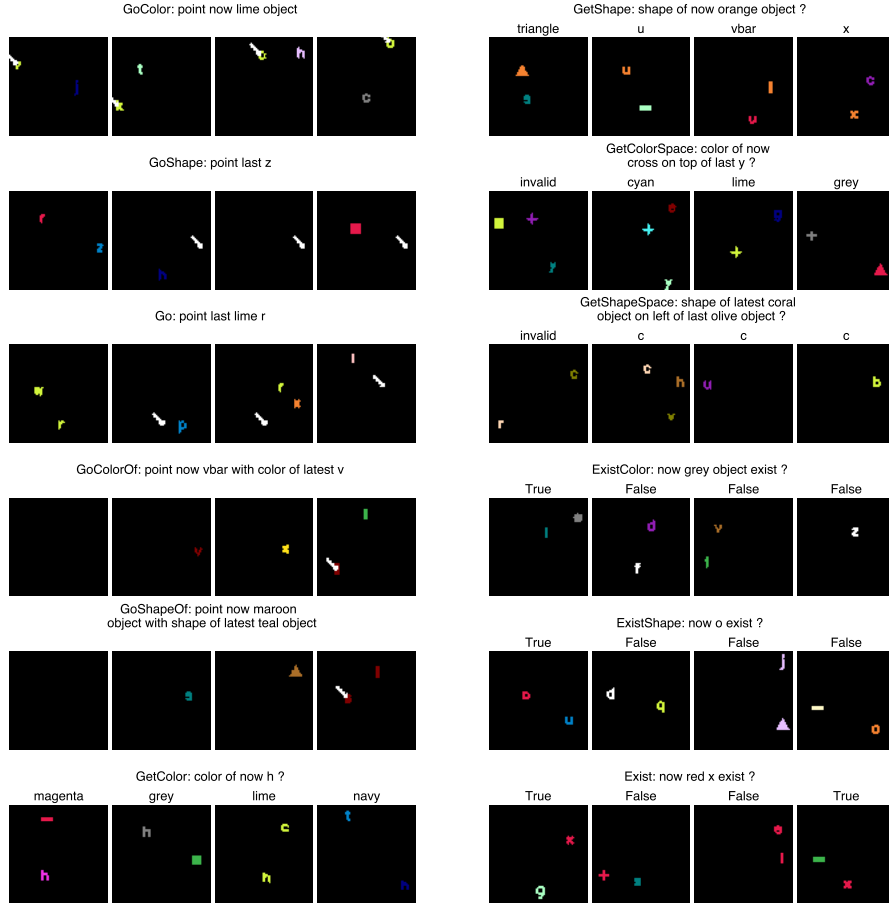 GoColor: point now lime object
GoShape: point last z
Go: point last lime r
GoColorOf: point now vbar with color of latest v
GoShapeOf: point now maroon
object with shape of latest teal object
GetColor: color of now h ?
magenta grey lime navy
GetShape: shape of now orange object ?
triangle u vbar x
GetColorSpace: color of now
cross on top of last y ?
invalid cyan lime grey
GetShapeSpace: shape of latest coral
object on left of last olive object ?
invalid c c c
ExistColor: now grey object exist ?
True False False False
ExistShape: now o exist ?
True False False False
Exist: now red x exist ?
True False False True